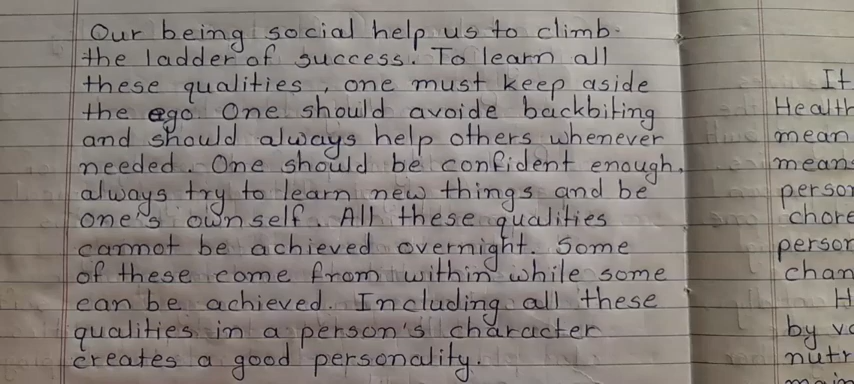 Our being social help us to climb
the ladder of success. To learn all
these qualities, one must keep aside
the ego. One should avoide backbiting
and should always help others whenever
needed. One should be confident enough,
always try to learn new things and be
one's own self. All these qualities
cannot be achieved overnight. Some
of these come from within while some
can be achieved. Including all these
qualities in a person's character
creates a good personality.
It
Health
mean
means
person
chore
person
chan
H
by va
nutr